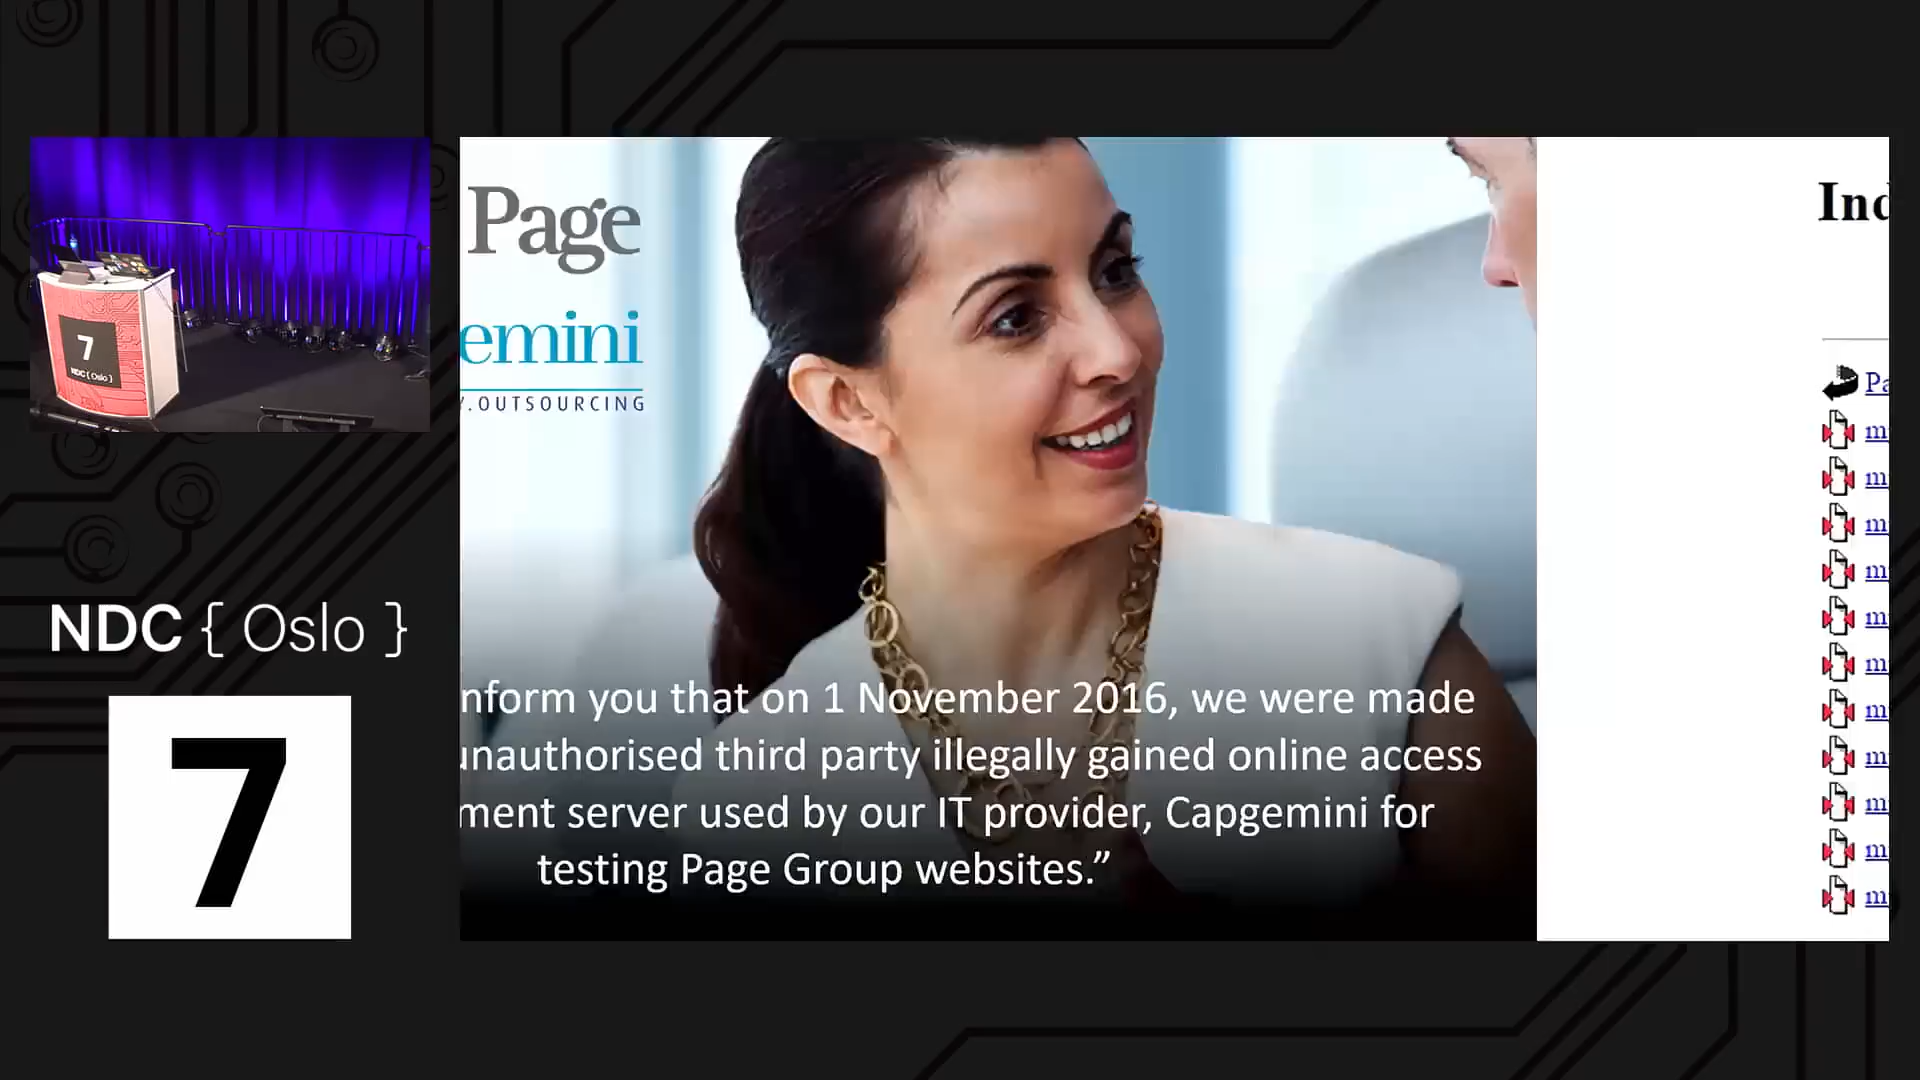 7
NDC { Oslo }
NDC { Oslo }
7
Page
emini
.OUTSOURCING
nform you that on 1 November 2016, we were made
unauthorised third party illegally gained online access
ment server used by our IT provider, Capgemini for
testing Page Group websites.”
Ind
Pa
m
m
m
m
m
m
m
m
m
m
m